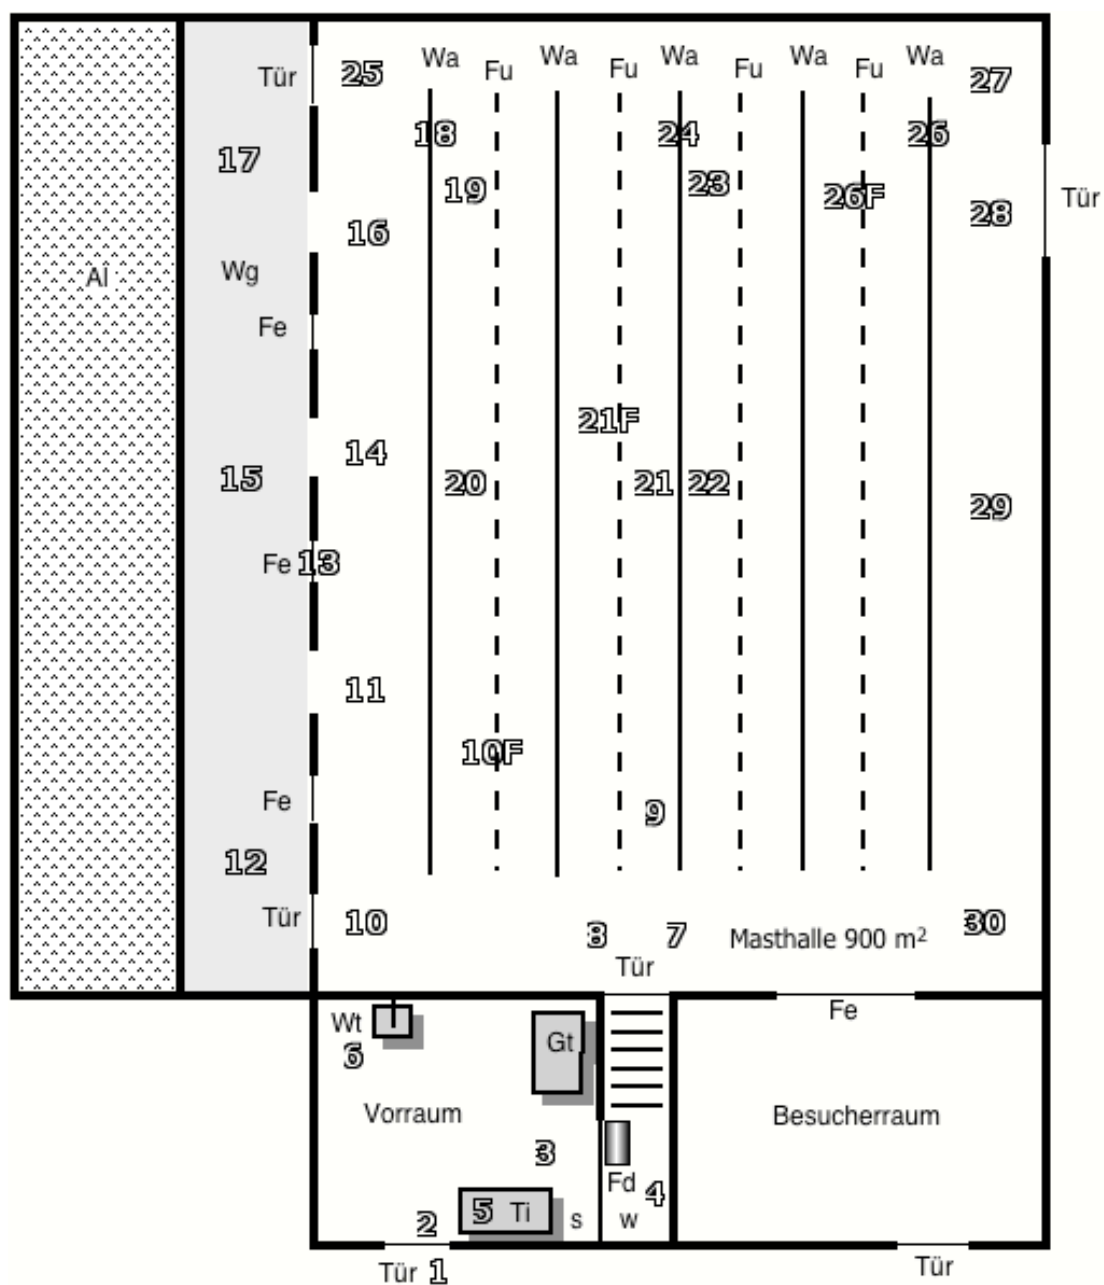 Wa Fu Wa Fu Wa Fu Wa Fu Wa
Tür 25 27
18 24 26
17 19 23 26F 28 Tür
16
Al Wg
Fe
21F
14
15 20 21 22 29
Fe 13
11
10F
Fe 9
12
Tür 10 8 7 Masthalle 900 m² 30
Tür
Wt Gt Fe
6
Vorraum Besucherraum
3
Fd 4
2 5 Ti s w
Tür 1 Tür